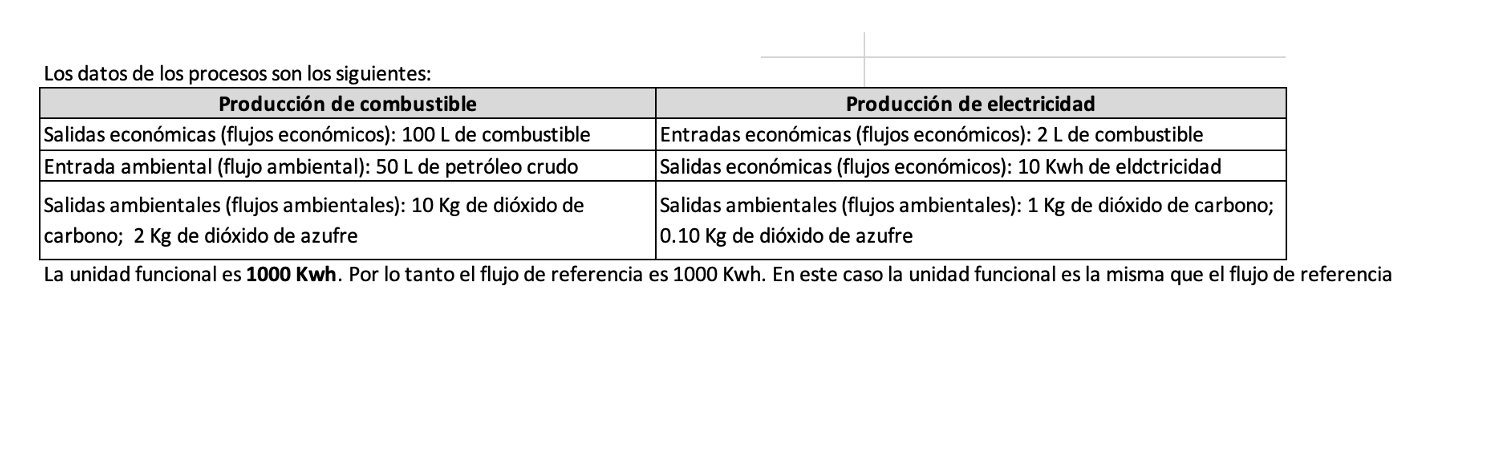 Los datos de los procesos son los siguientes:
Producción de combustible
Producción de electricidad
Salidas económicas (flujos económicos): 100 L de combustible
Entradas económicas (flujos económicos): 2 L de combustible
Entrada ambiental (flujo ambiental): 50 L de petróleo crudo
Salidas económicas (flujos económicos): 10 Kwh de eldctricidad
Salidas ambientales (flujos ambientales): 10 Kg de dióxido de
carbono;  2 Kg de dióxido de azufre
Salidas ambientales (flujos ambientales): 1 Kg de dióxido de carbono;
0.10 Kg de dióxido de azufre
La unidad funcional es 1000 Kwh. Por lo tanto el flujo de referencia es 1000 Kwh. En este caso la unidad funcional es la misma que el flujo de referencia